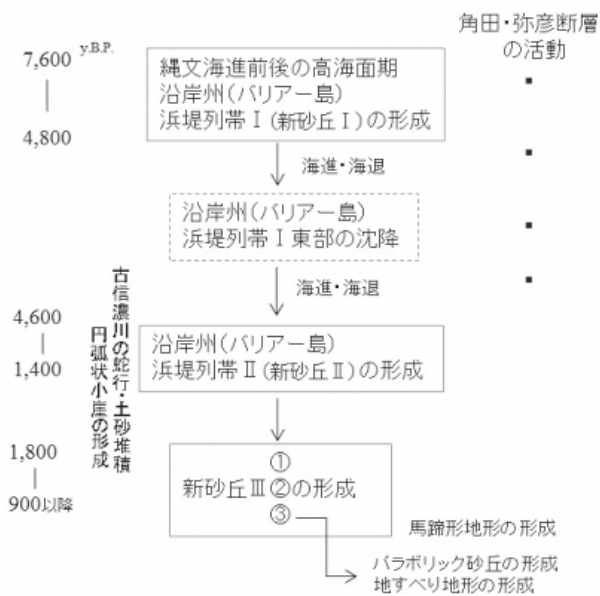 角田・弥彦断層
の活動
y.B.P.
7,600
|
4,800
縄文海進前後の高海面期
沿岸州(バリアー島)
浜堤列帯Ⅰ(新砂丘Ⅰ)の形成
海進・海退
沿岸州(バリアー島)
浜堤列帯Ⅰ東部の沈降
海進・海退
古信濃川の蛇行・土砂堆積
円弧状小崖の形成
4,600
|
1,400
沿岸州(バリアー島)
浜堤列帯Ⅱ(新砂丘Ⅱ)の形成
1,800
|
900以降
①
新砂丘Ⅲ②の形成
③
馬蹄形地形の形成
パラボリック砂丘の形成
地すべり地形の形成